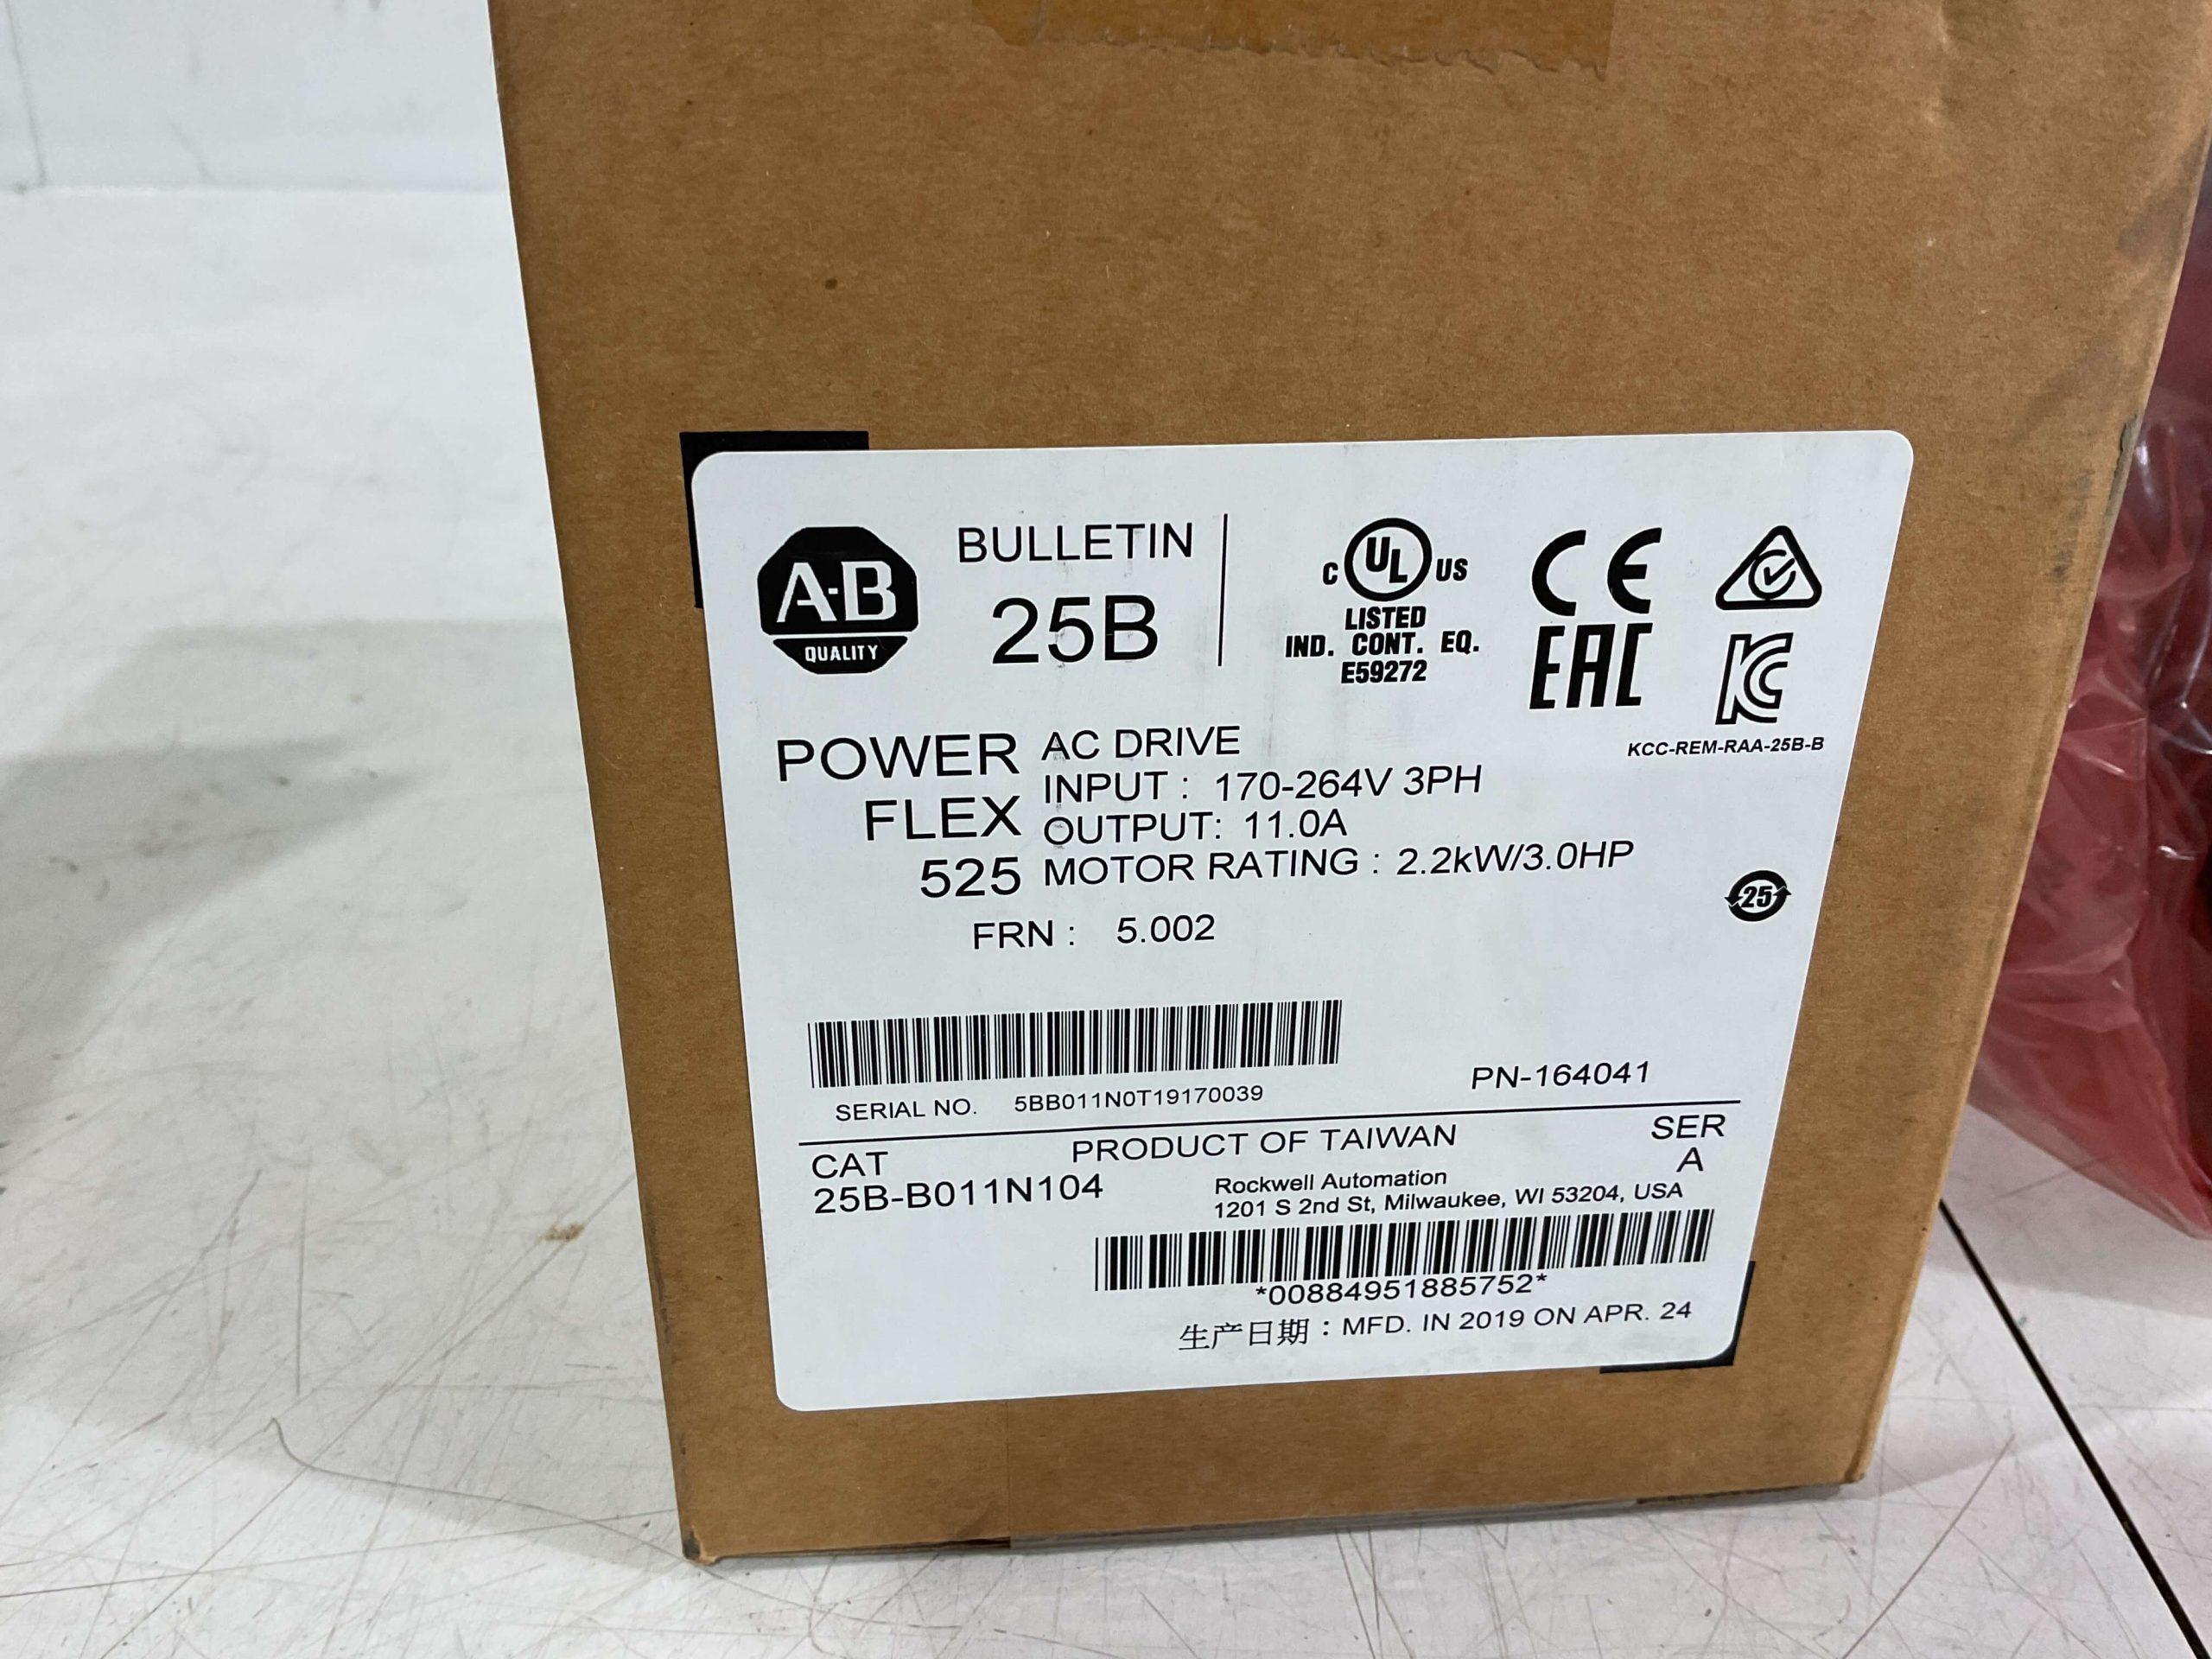 A-B
QUALITY
BULLETIN
25B
C UL US
LISTED
IND. CONT. EQ.
E59272
CE
EAC
KC
KCC-REM-RAA-25B-B
POWER
FLEX
525
AC DRIVE
INPUT : 170-264V 3PH
OUTPUT: 11.0A
MOTOR RATING : 2.2kW/3.0HP
FRN : 5.002
25
SERIAL NO. 5BB011N0T19170039
PN-164041
CAT
25B-B011N104
PRODUCT OF TAIWAN
SER
A
Rockwell Automation
1201 S 2nd St, Milwaukee, WI 53204, USA
*00884951885752*
生产日期：MFD. IN 2019 ON APR. 24